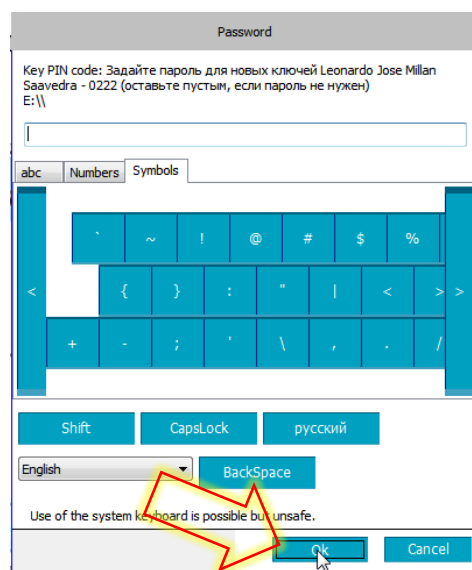 Password
Key PIN code: Задайте пароль для новых ключей Leonardo Jose Millan
Saavedra - 0222 (оставьте пустым, если пароль не нужен)
E:\\
abc Numbers Symbols
` ~ ! @ # $ %
< { } : " | < > >
+ - ; ' \ , . /
Shift CapsLock русский
English BackSpace
Use of the system keyboard is possible but unsafe.
Ok Cancel